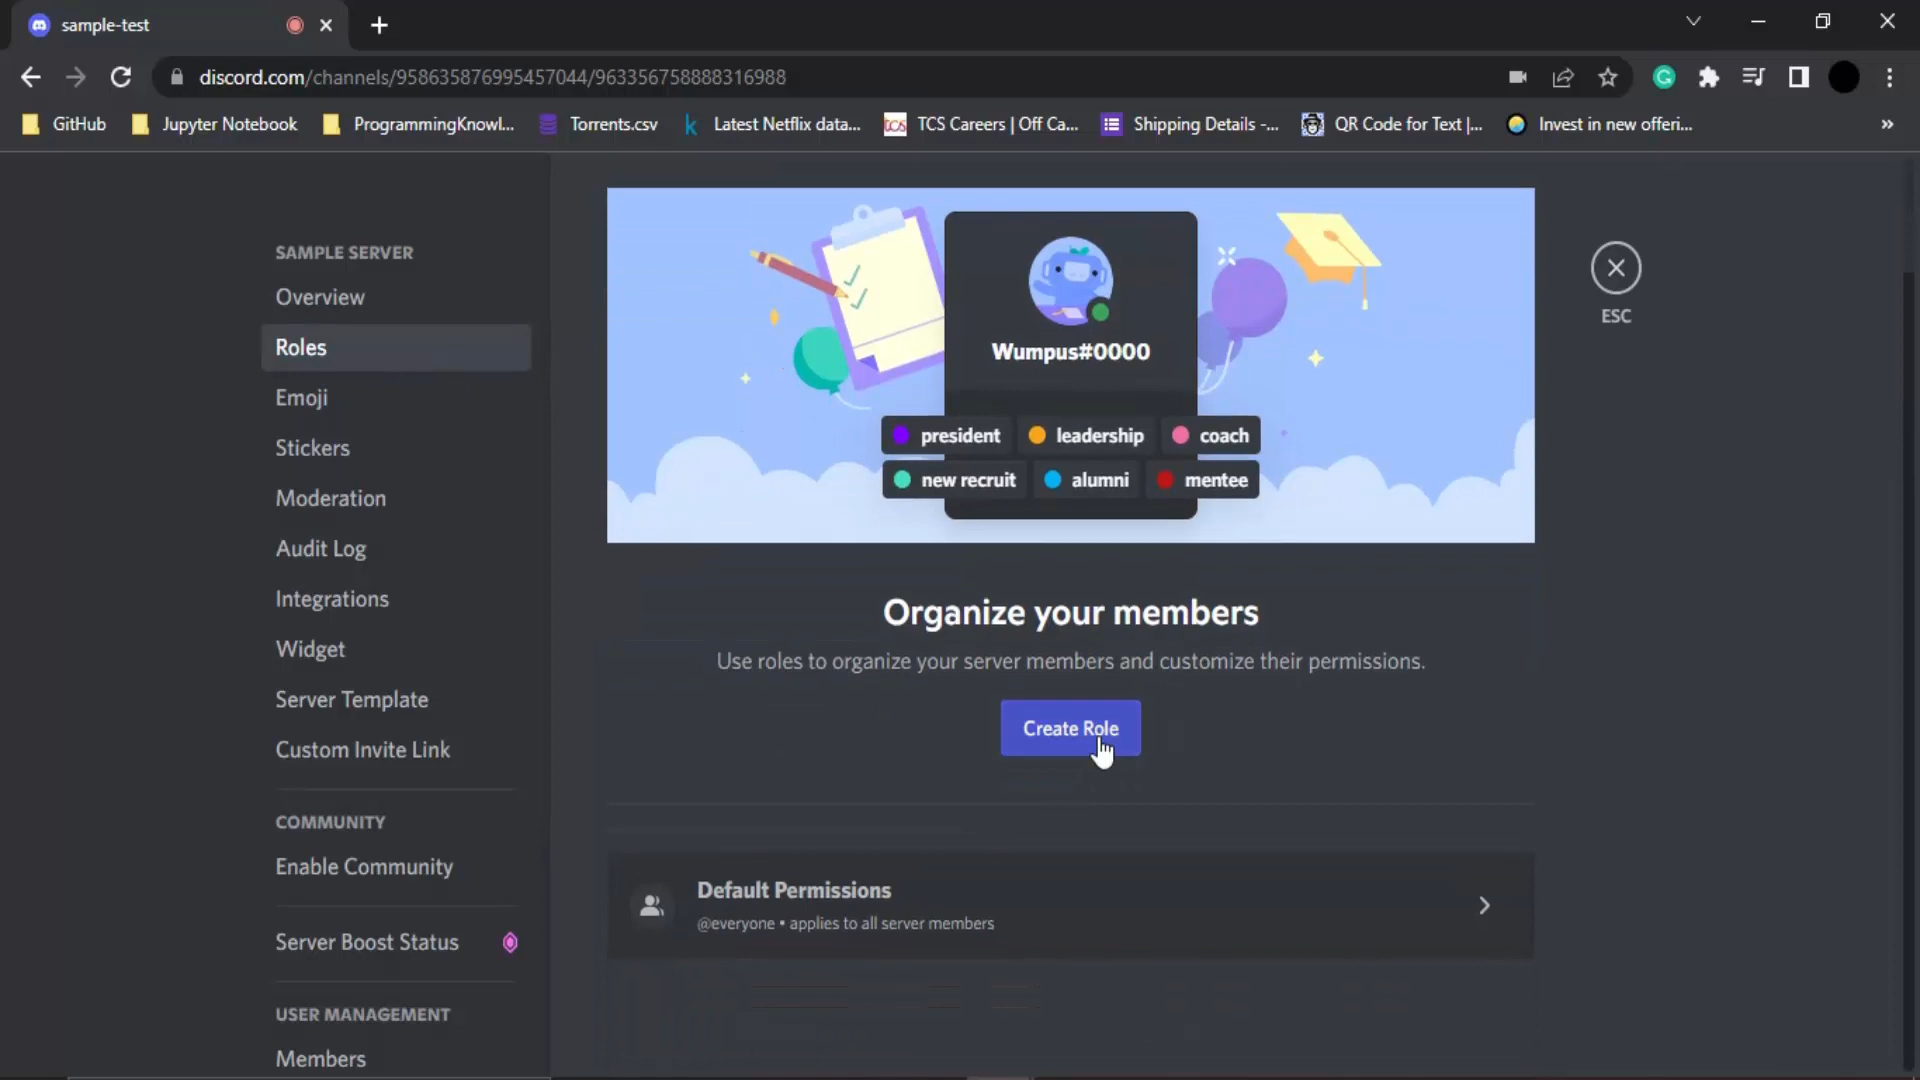 sample-test
discord.com/channels/958635876995457044/963356758888316988
GitHub
Jupyter Notebook
ProgrammingKnowl...
Torrents.csv
Latest Netflix data...
tcs TCS Careers | Off Ca...
Shipping Details -...
QR Code for Text |...
Invest in new offeri...
SAMPLE SERVER
Overview
Roles
Emoji
Stickers
Moderation
Audit Log
Integrations
Widget
Server Template
Custom Invite Link
COMMUNITY
Enable Community
Server Boost Status
USER MANAGEMENT
Members
Wumpus#0000
president leadership coach
new recruit alumni mentee
ESC
Organize your members
Use roles to organize your server members and customize their permissions.
Create Role
Default Permissions
@everyone • applies to all server members